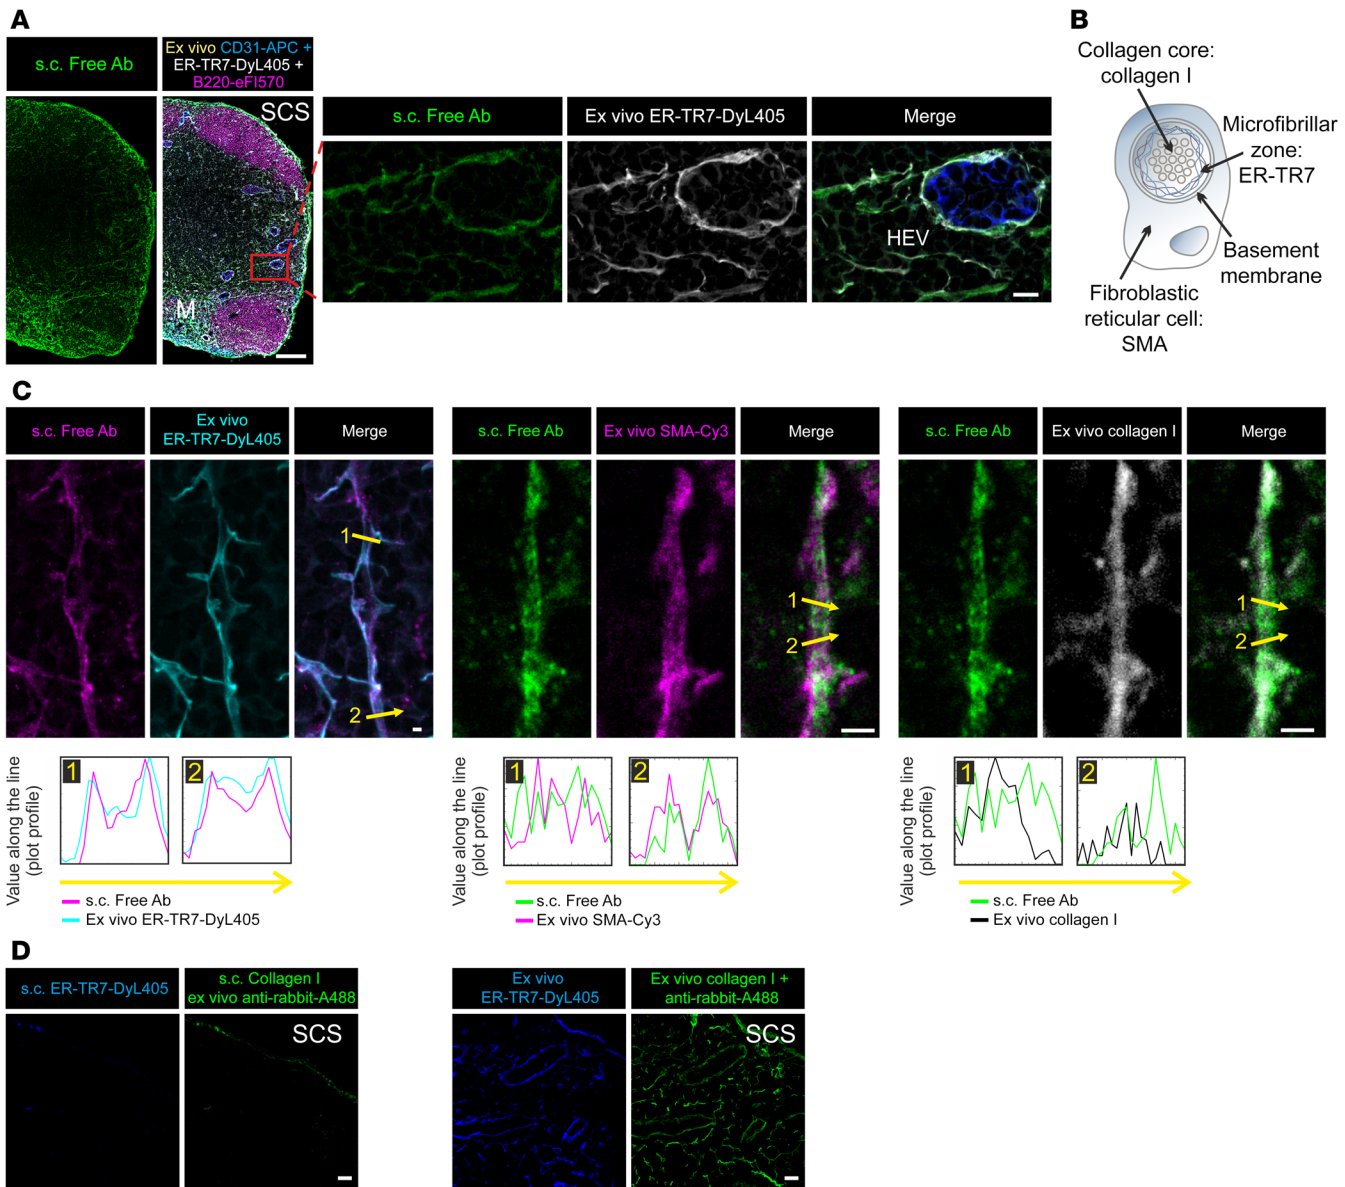 A
s.c. Free Ab
Ex vivo CD31-APC +
ER-TR7-DyL405 +
B220-eFl570
SCS
M
s.c. Free Ab
Ex vivo ER-TR7-DyL405
Merge
HEV
B
Collagen core:
collagen I
Microfibrillar
zone:
ER-TR7
Basement
membrane
Fibroblastic
reticular cell:
SMA
C
s.c. Free Ab
Ex vivo
ER-TR7-DyL405
Merge
1
2
s.c. Free Ab
Ex vivo SMA-Cy3
Merge
1
2
s.c. Free Ab
Ex vivo collagen I
Merge
1
2
Value along the line
(plot profile)
1
2
s.c. Free Ab
Ex vivo ER-TR7-DyL405
Value along the line
(plot profile)
1
2
s.c. Free Ab
Ex vivo SMA-Cy3
Value along the line
(plot profile)
1
2
s.c. Free Ab
Ex vivo collagen I
D
s.c. ER-TR7-DyL405
s.c. Collagen I
ex vivo anti-rabbit-A488
SCS
Ex vivo
ER-TR7-DyL405
Ex vivo collagen I +
anti-rabbit-A488
SCS